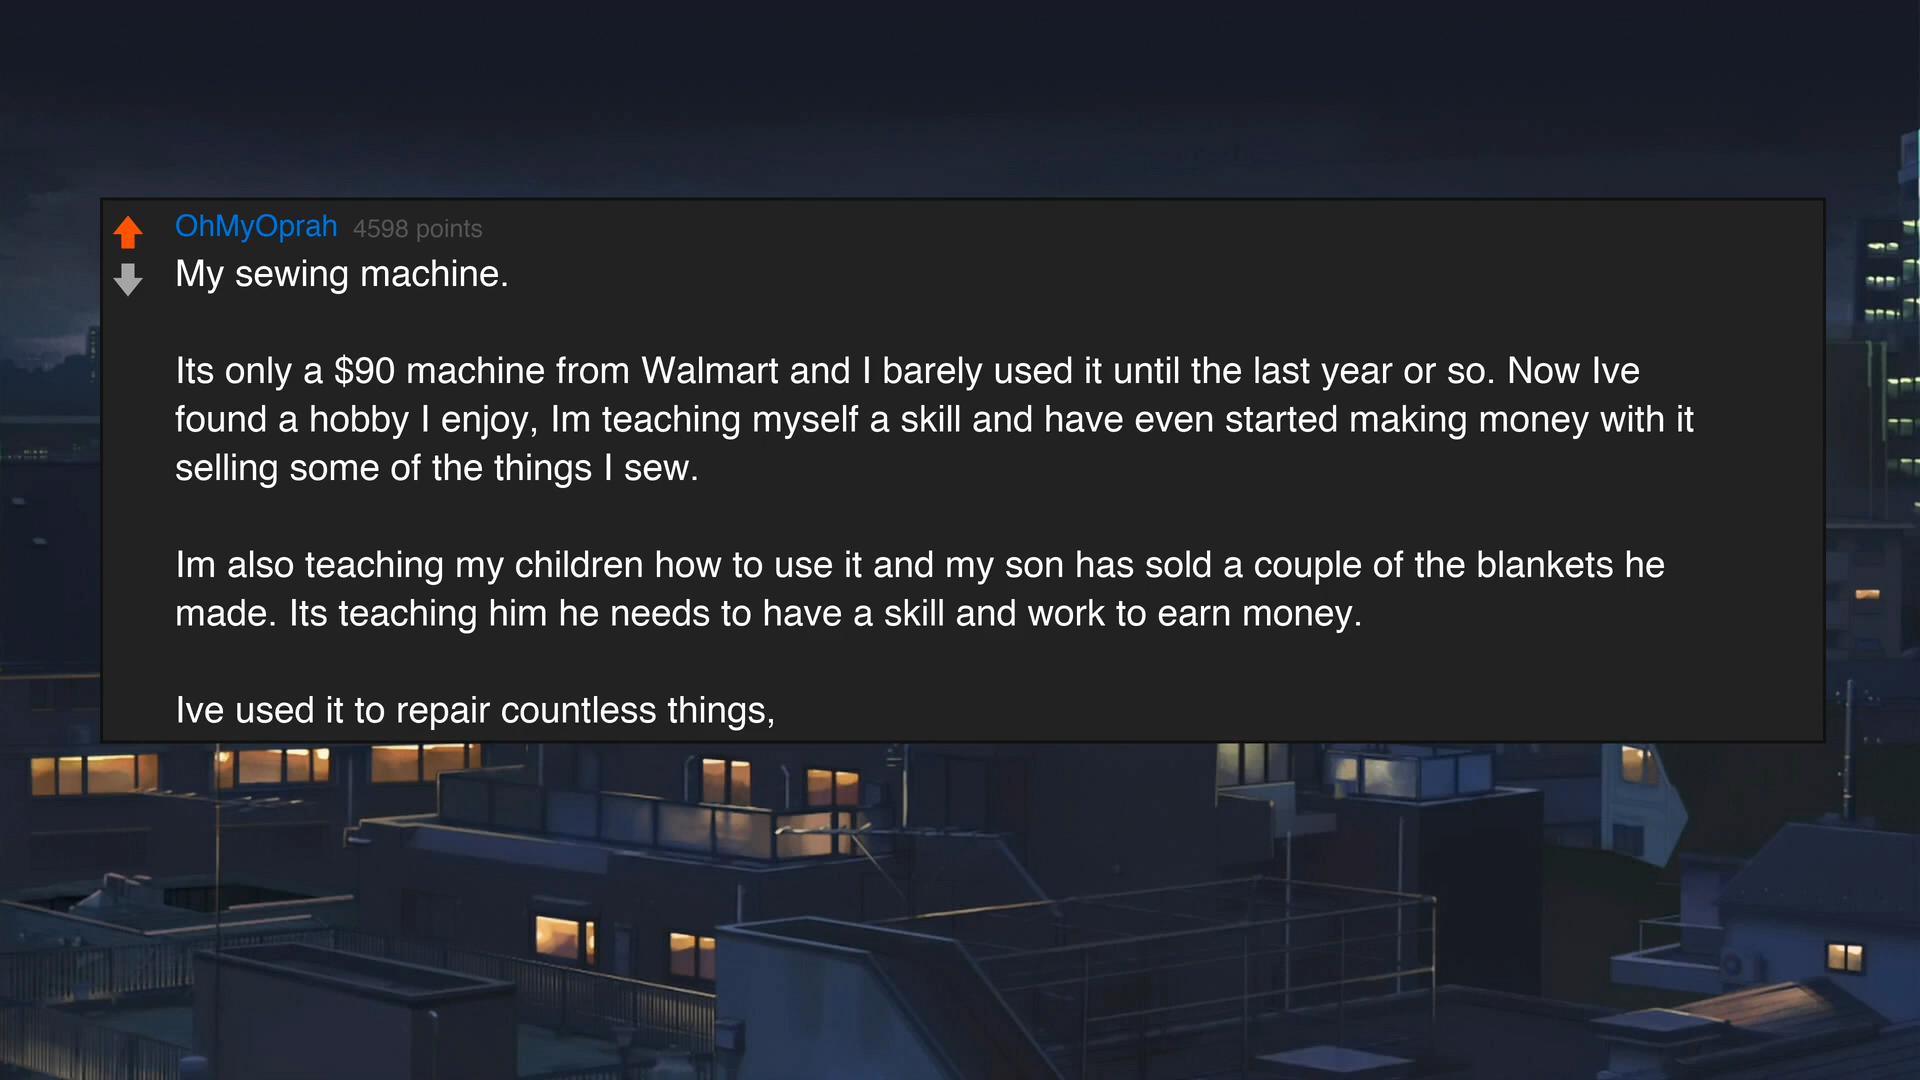 OhMyOprah 4598 points
My sewing machine.
Its only a $90 machine from Walmart and I barely used it until the last year or so. Now Ive
found a hobby I enjoy, Im teaching myself a skill and have even started making money with it
selling some of the things I sew.
Im also teaching my children how to use it and my son has sold a couple of the blankets he
made. Its teaching him he needs to have a skill and work to earn money.
Ive used it to repair countless things,